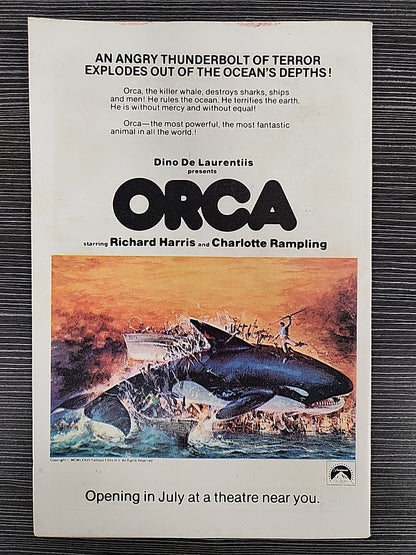 AN ANGRY THUNDERBOLT OF TERROR
EXPLODES OUT OF THE OCEAN'S DEPTHS!
Orca, the killer whale, destroys sharks, ships
and men! He rules the ocean. He terrifies the earth.
He is without mercy and without equal!
Orca—the most powerful, the most fantastic
animal in all the world.!
Dino De Laurentiis
presents
ORCA
starring Richard Harris and Charlotte Rampling
Opening in July at a theatre near you.